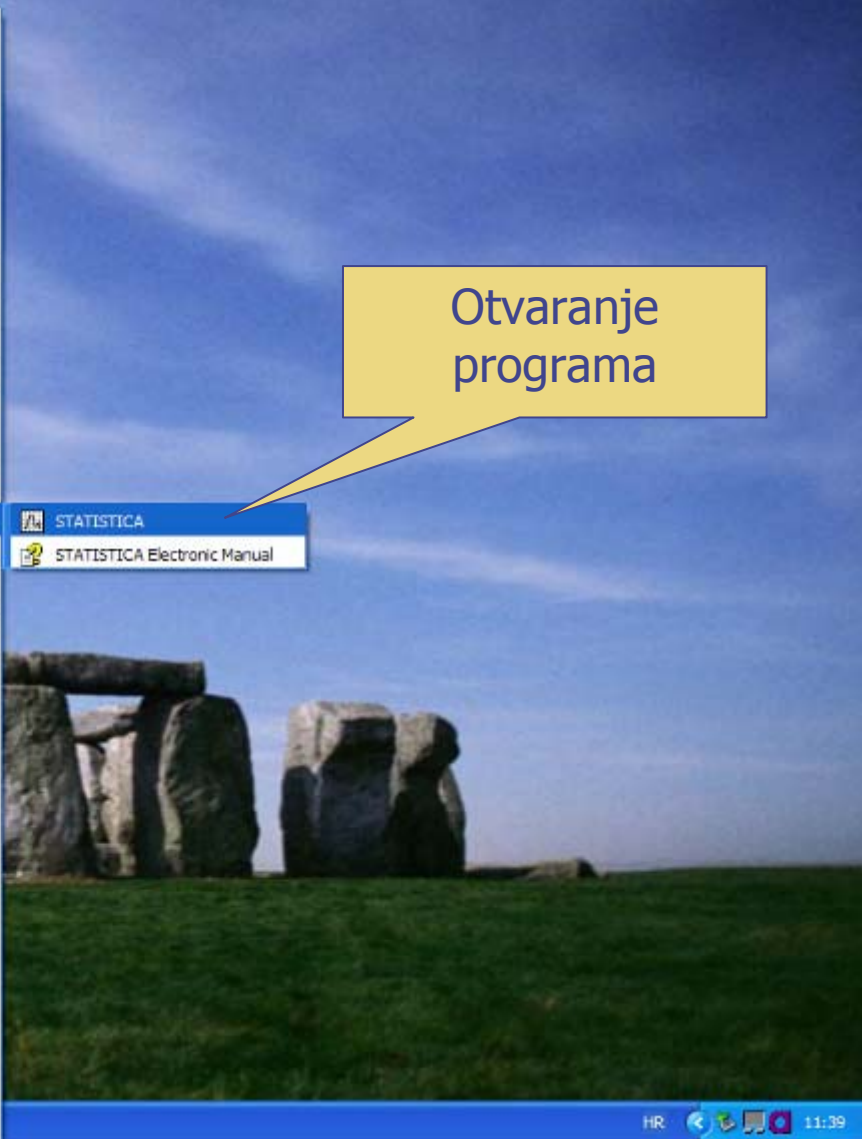 Otvaranje
programa
STATISTICA
STATISTICA Electronic Manual
HR
11:39